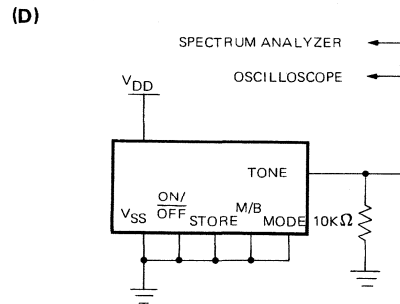 (D)
SPECTRUM ANALYZER
OSCILLOSCOPE
VDD
TONE
ON/
OFF
M/B
VSS
STORE
MODE
10KΩ